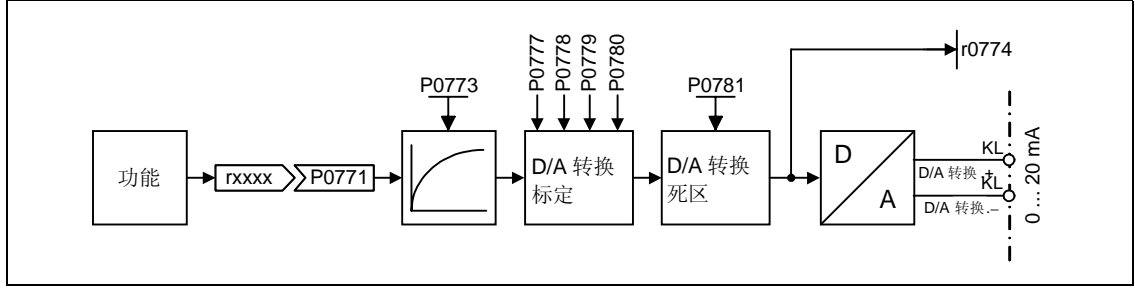 P0777
P0778
P0779
P0780
P0773
P0781
r0774
功能
rxxxx
P0771
D/A 转换
标定
D/A 转换
死区
D
A
KL
D/A 转换 +
KL
D/A 转换 –
0 ... 20 mA